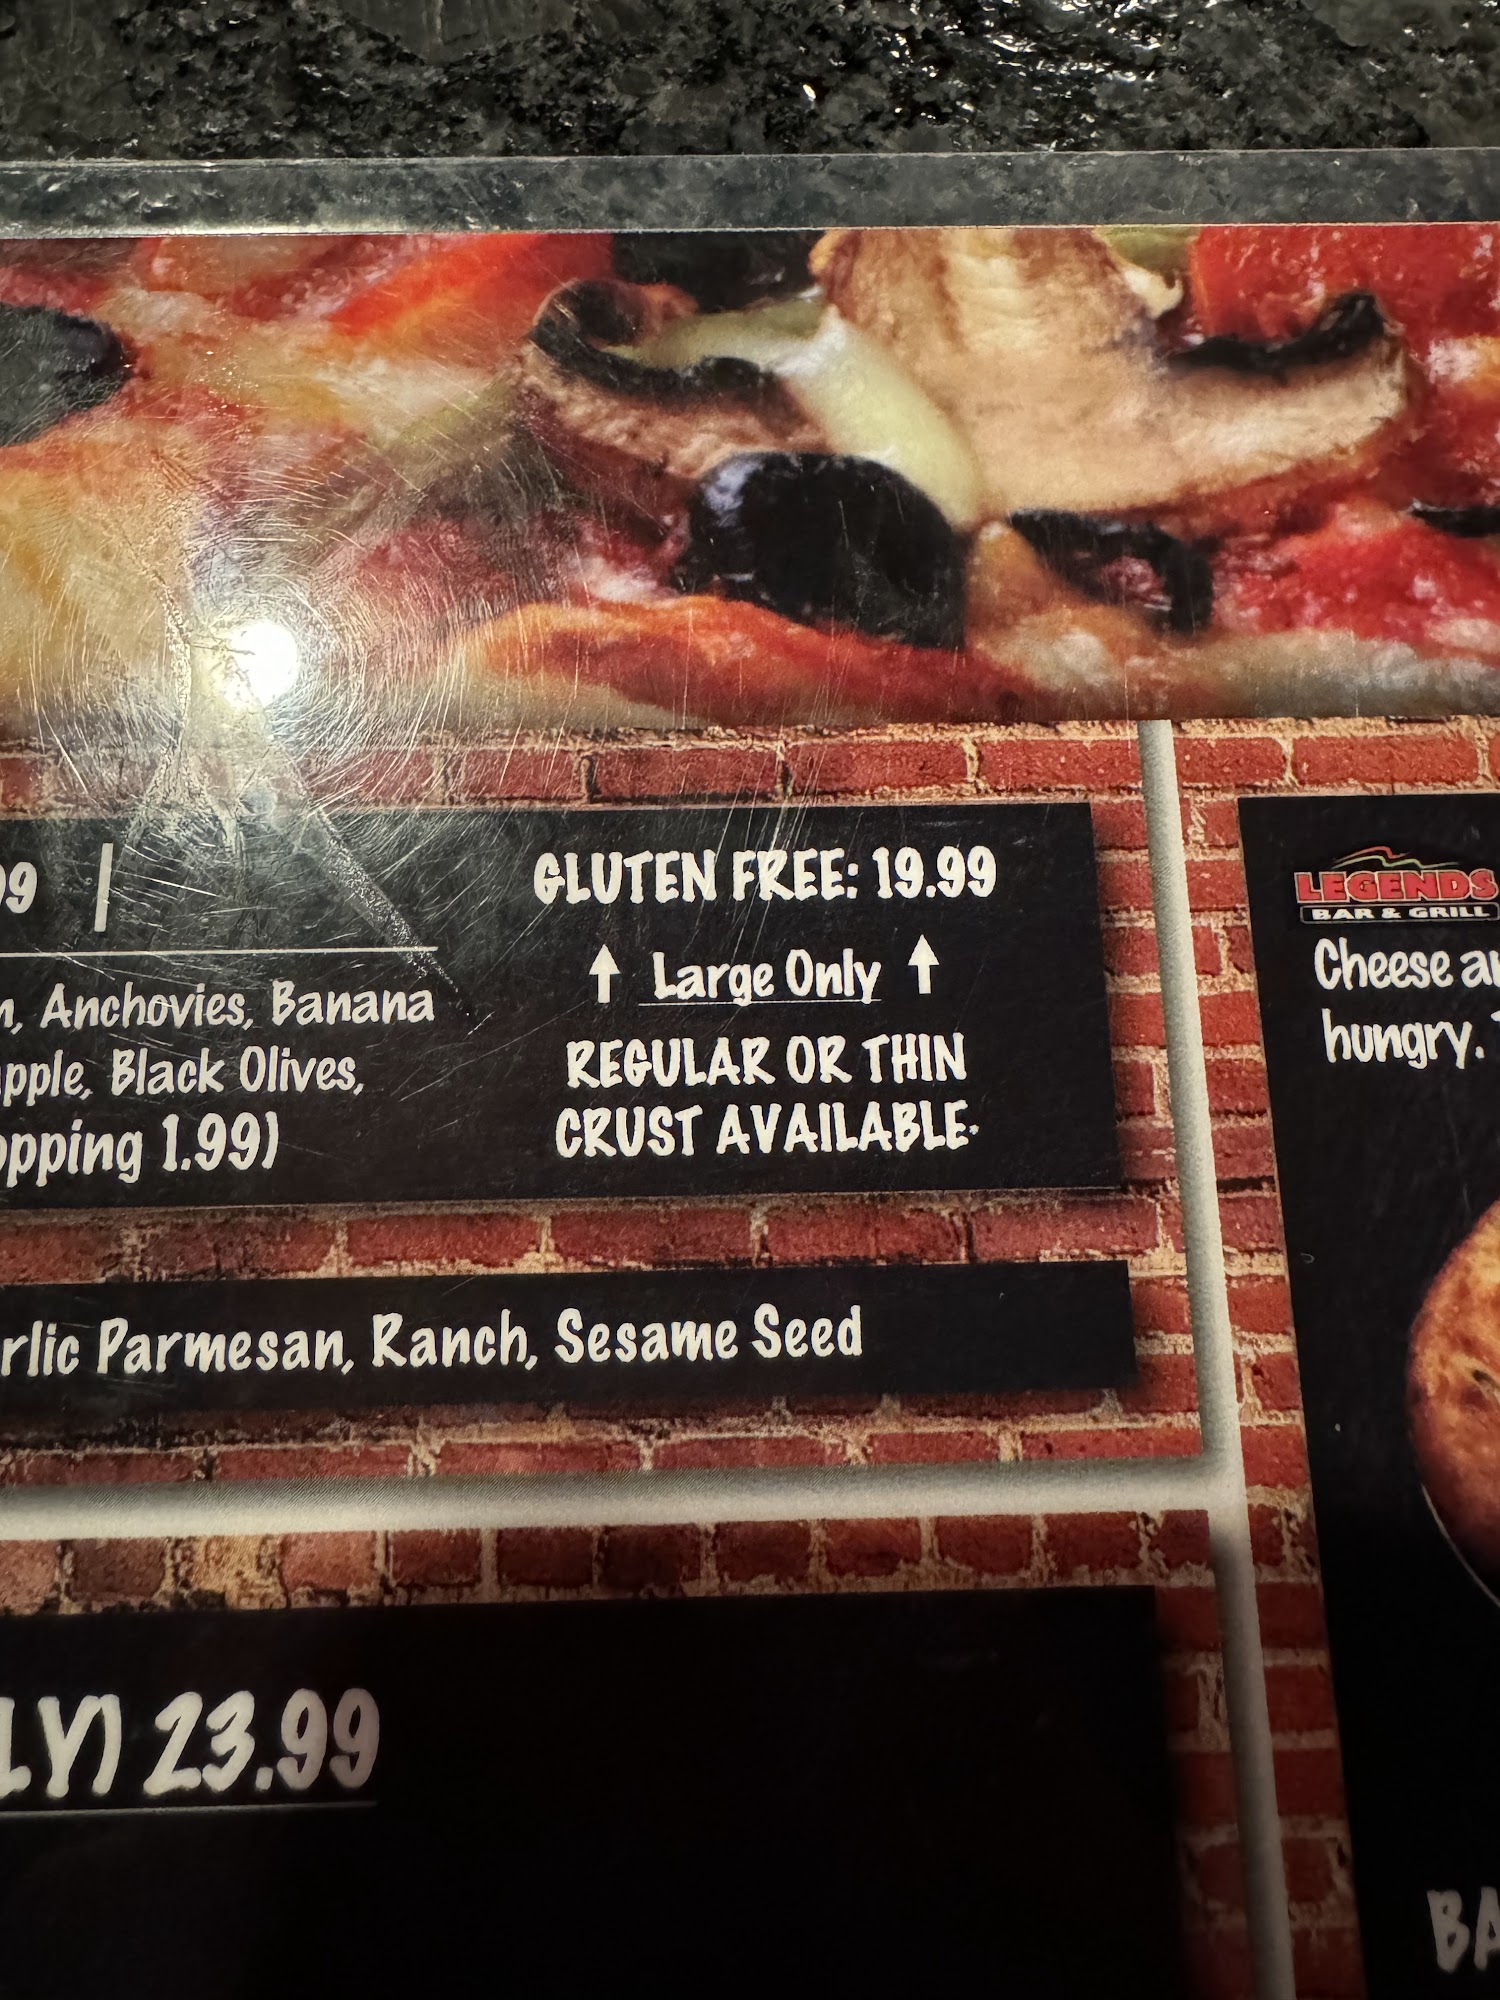 99 |
GLUTEN FREE: 19.99
Large Only
Anchovies, Banana
Black Olives,
1.99)
REGULAR OR THIN
CRUST AVAILABLE.
Parmesan, Ranch, Sesame Seed
23.99
LEGENDS
BAR & GRILL
Cheese
hungry.